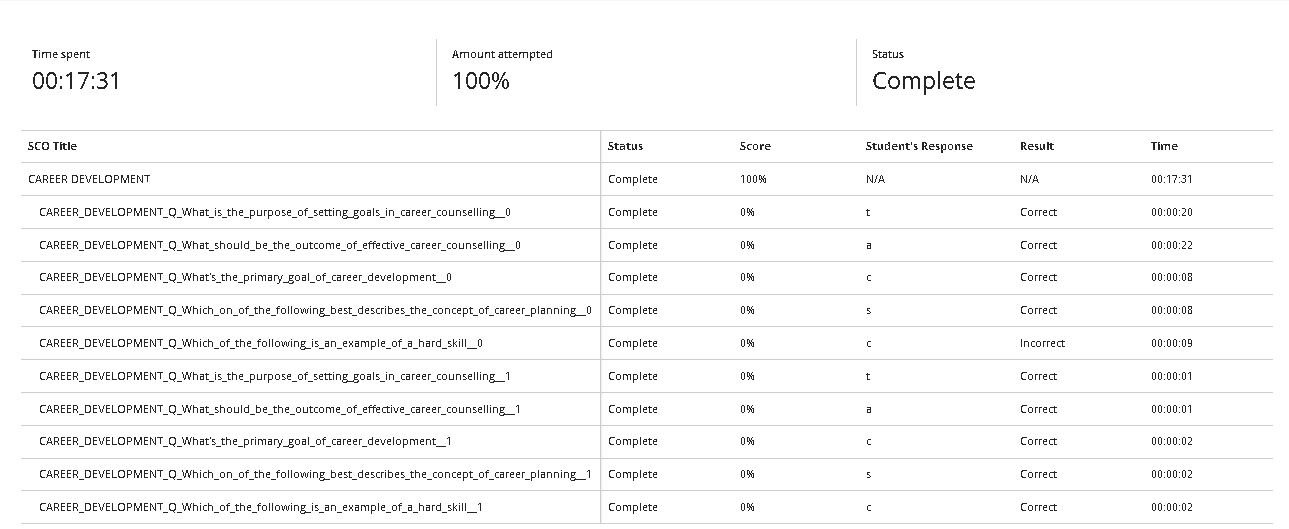 Time spent Amount attempted Status
00:17:31 100% Complete
SCO Title Status Score Student's Response Result Time
CAREER DEVELOPMENT Complete 100% N/A N/A 00:17:31
CAREER_DEVELOPMENT_Q_What_is_the_purpose_of_setting_goals_in_career_counselling__0 Complete 0% t Correct 00:00:20
CAREER_DEVELOPMENT_Q_What_should_be_the_outcome_of_effective_career_counselling__0 Complete 0% a Correct 00:00:22
CAREER_DEVELOPMENT_Q_What's_the_primary_goal_of_career_development__0 Complete 0% c Correct 00:00:08
CAREER_DEVELOPMENT_Q_Which_on_of_the_following_best_describes_the_concept_of_career_planning__0 Complete 0% s Correct 00:00:08
CAREER_DEVELOPMENT_Q_Which_of_the_following_is_an_example_of_a_hard_skill__0 Complete 0% c Incorrect 00:00:09
CAREER_DEVELOPMENT_Q_What_is_the_purpose_of_setting_goals_in_career_counselling__1 Complete 0% t Correct 00:00:01
CAREER_DEVELOPMENT_Q_What_should_be_the_outcome_of_effective_career_counselling__1 Complete 0% a Correct 00:00:01
CAREER_DEVELOPMENT_Q_What's_the_primary_goal_of_career_development__1 Complete 0% c Correct 00:00:02
CAREER_DEVELOPMENT_Q_Which_on_of_the_following_best_describes_the_concept_of_career_planning__1 Complete 0% s Correct 00:00:02
CAREER_DEVELOPMENT_Q_Which_of_the_following_is_an_example_of_a_hard_skill__1 Complete 0% c Correct 00:00:02